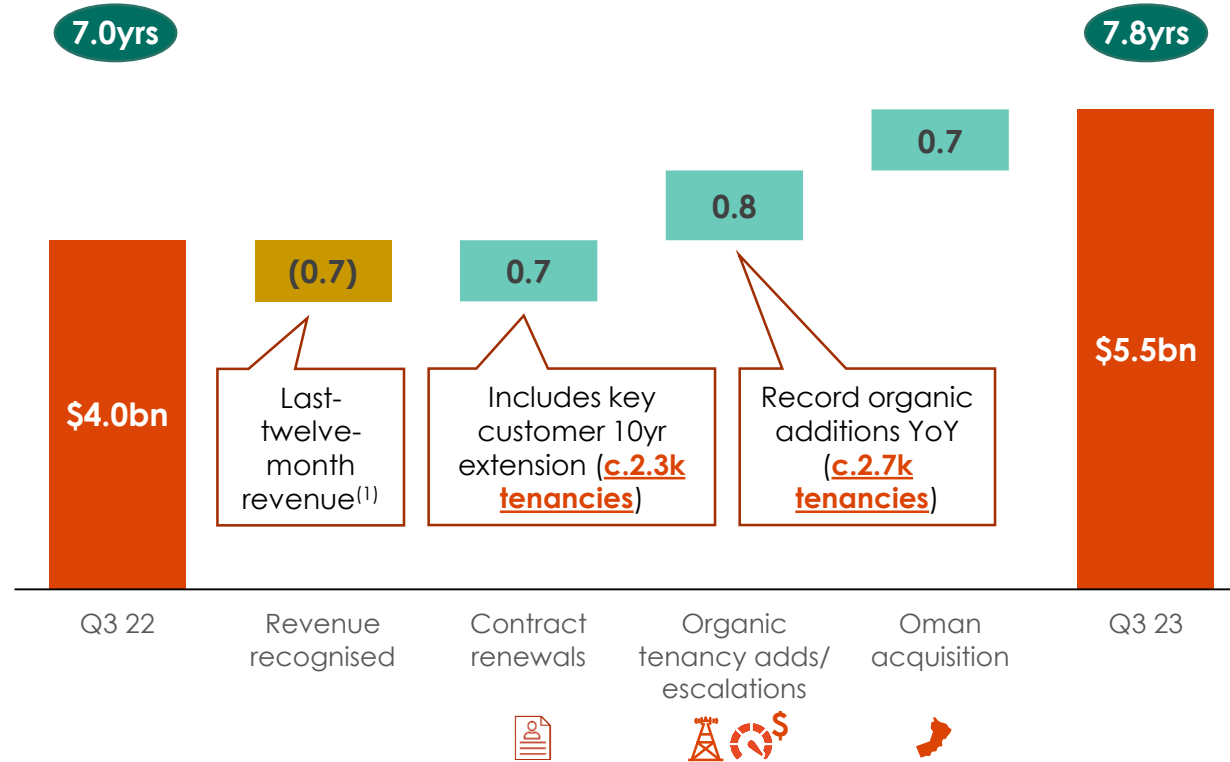 7.0yrs
7.8yrs
0.7
0.8
(0.7)
0.7
$5.5bn
$4.0bn
Last-
twelve-
month
revenue(1)
Includes key
customer 10yr
extension (c.2.3k
tenancies)
Record organic
additions YoY
(c.2.7k
tenancies)
Q3 22
Revenue
recognised
Contract
renewals
Organic
tenancy adds/
escalations
Oman
acquisition
Q3 23
$